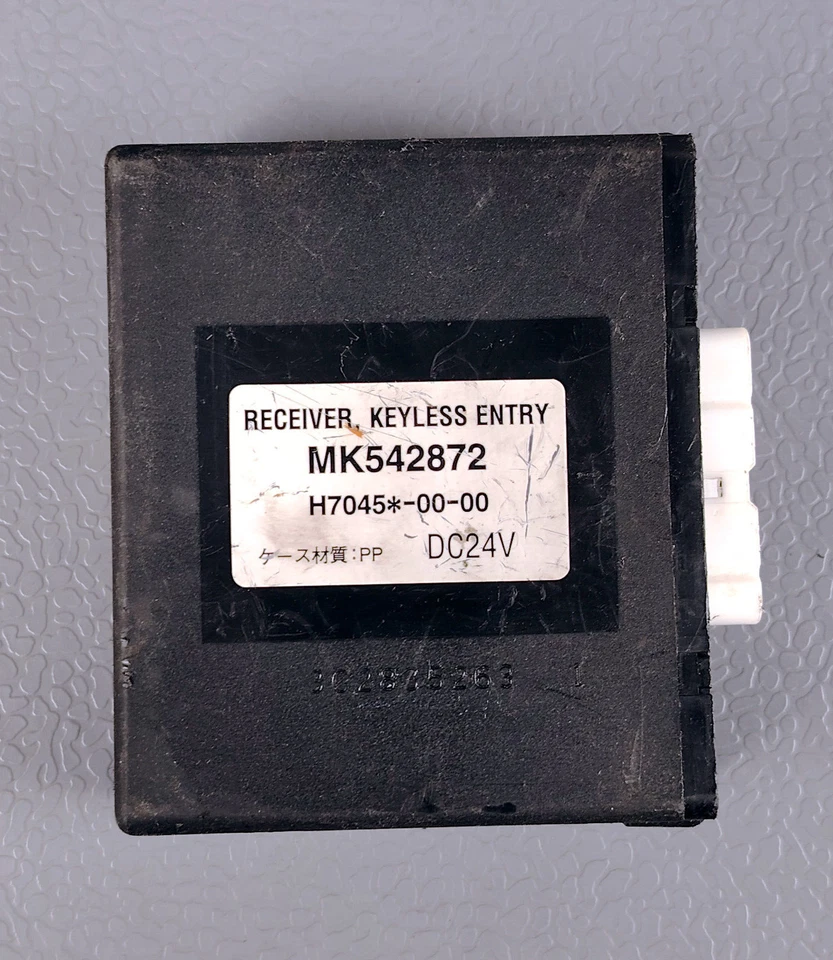 RECEIVER, KEYLESS ENTRY
MK542872
H7045*-00-00
ケース材質:PP DC24V